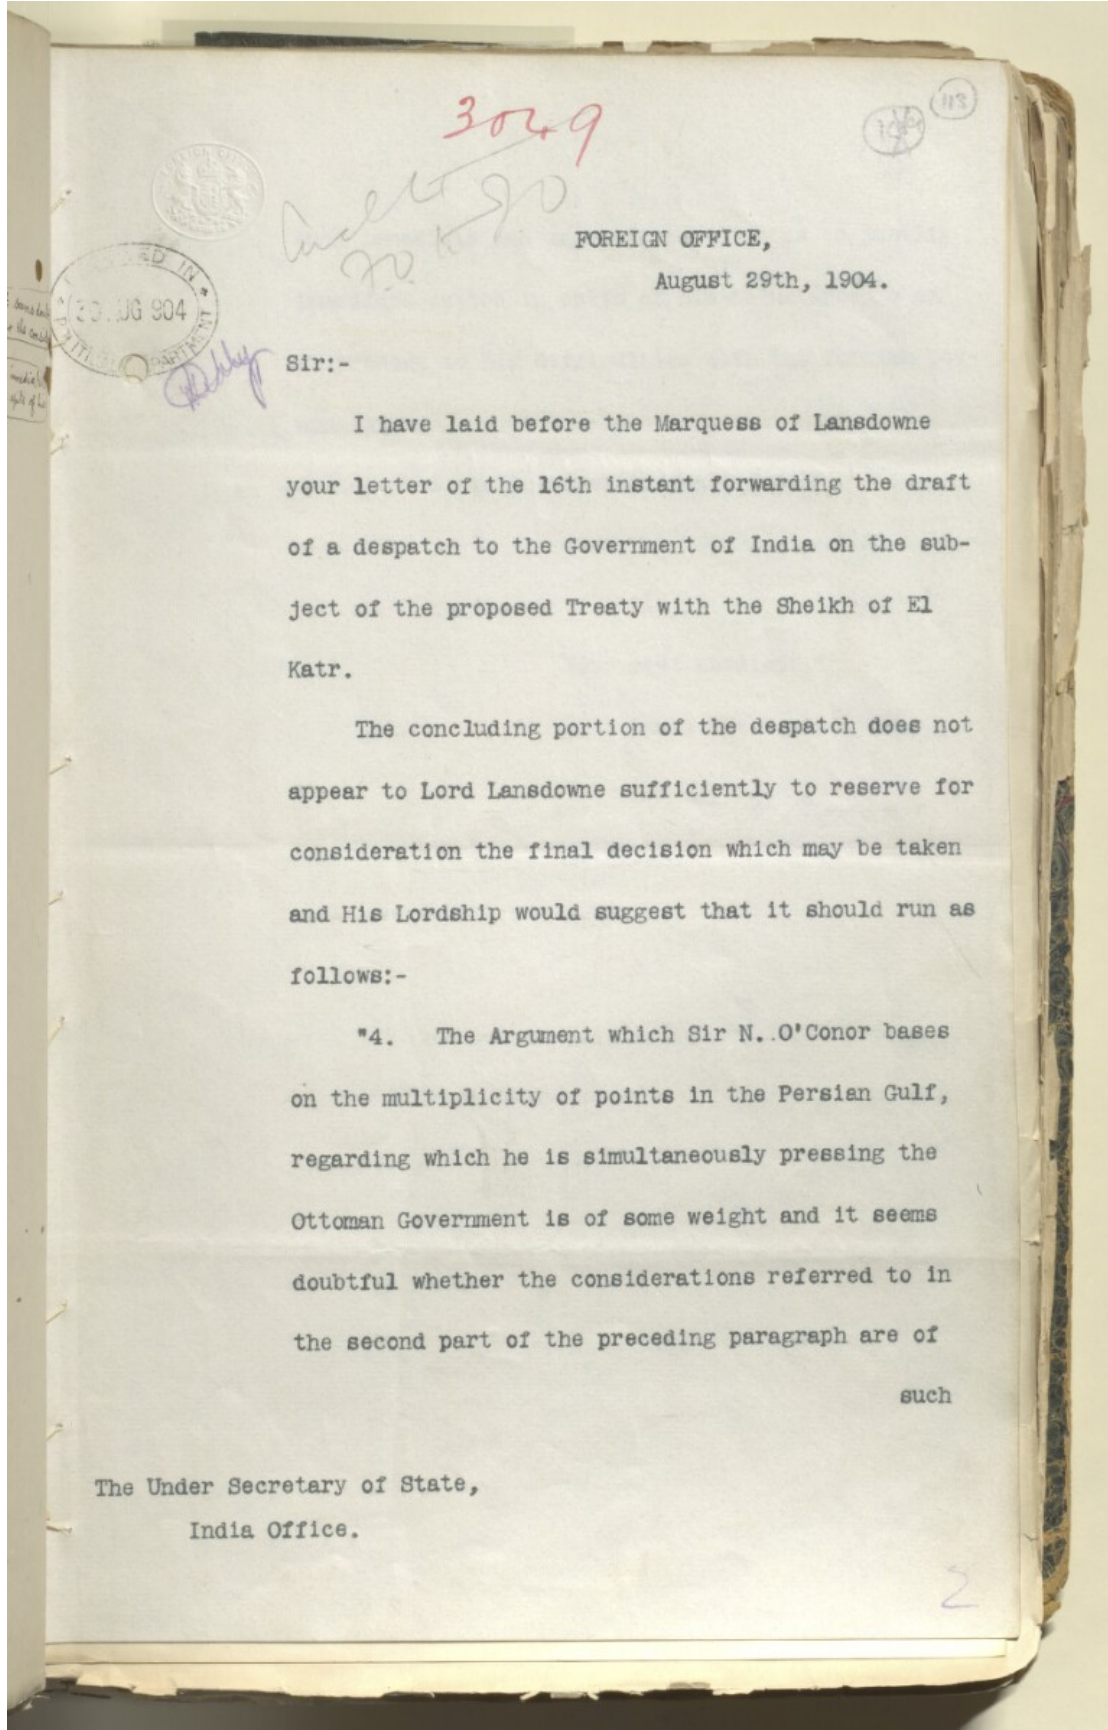 3049
113
FOREIGN OFFICE,
August 29th, 1904.
30 AUG 904
Sir:-
I have laid before the Marquess of Lansdowne
your letter of the 16th instant forwarding the draft
of a despatch to the Government of India on the sub-
ject of the proposed Treaty with the Sheikh of El
Katr.
The concluding portion of the despatch does not
appear to Lord Lansdowne sufficiently to reserve for
consideration the final decision which may be taken
and His Lordship would suggest that it should run as
follows:-
"4. The Argument which Sir N. O'Conor bases
on the multiplicity of points in the Persian Gulf,
regarding which he is simultaneously pressing the
Ottoman Government is of some weight and it seems
doubtful whether the considerations referred to in
the second part of the preceding paragraph are of
such
The Under Secretary of State,
India Office.
2